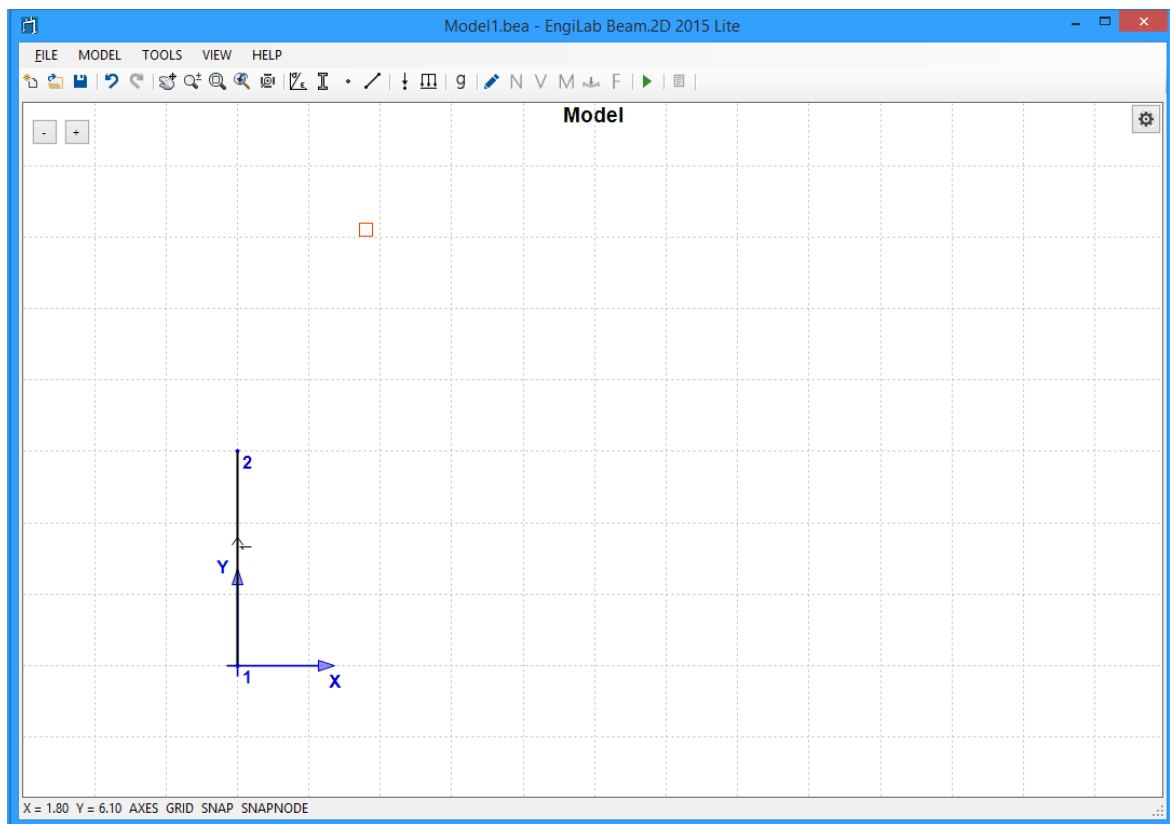 Model1.bea - EngiLab Beam.2D 2015 Lite
FILE MODEL TOOLS VIEW HELP
g N V M F
Model
- +
2
Y
1
X
X = 1.80 Y = 6.10 AXES GRID SNAP SNAPNODE